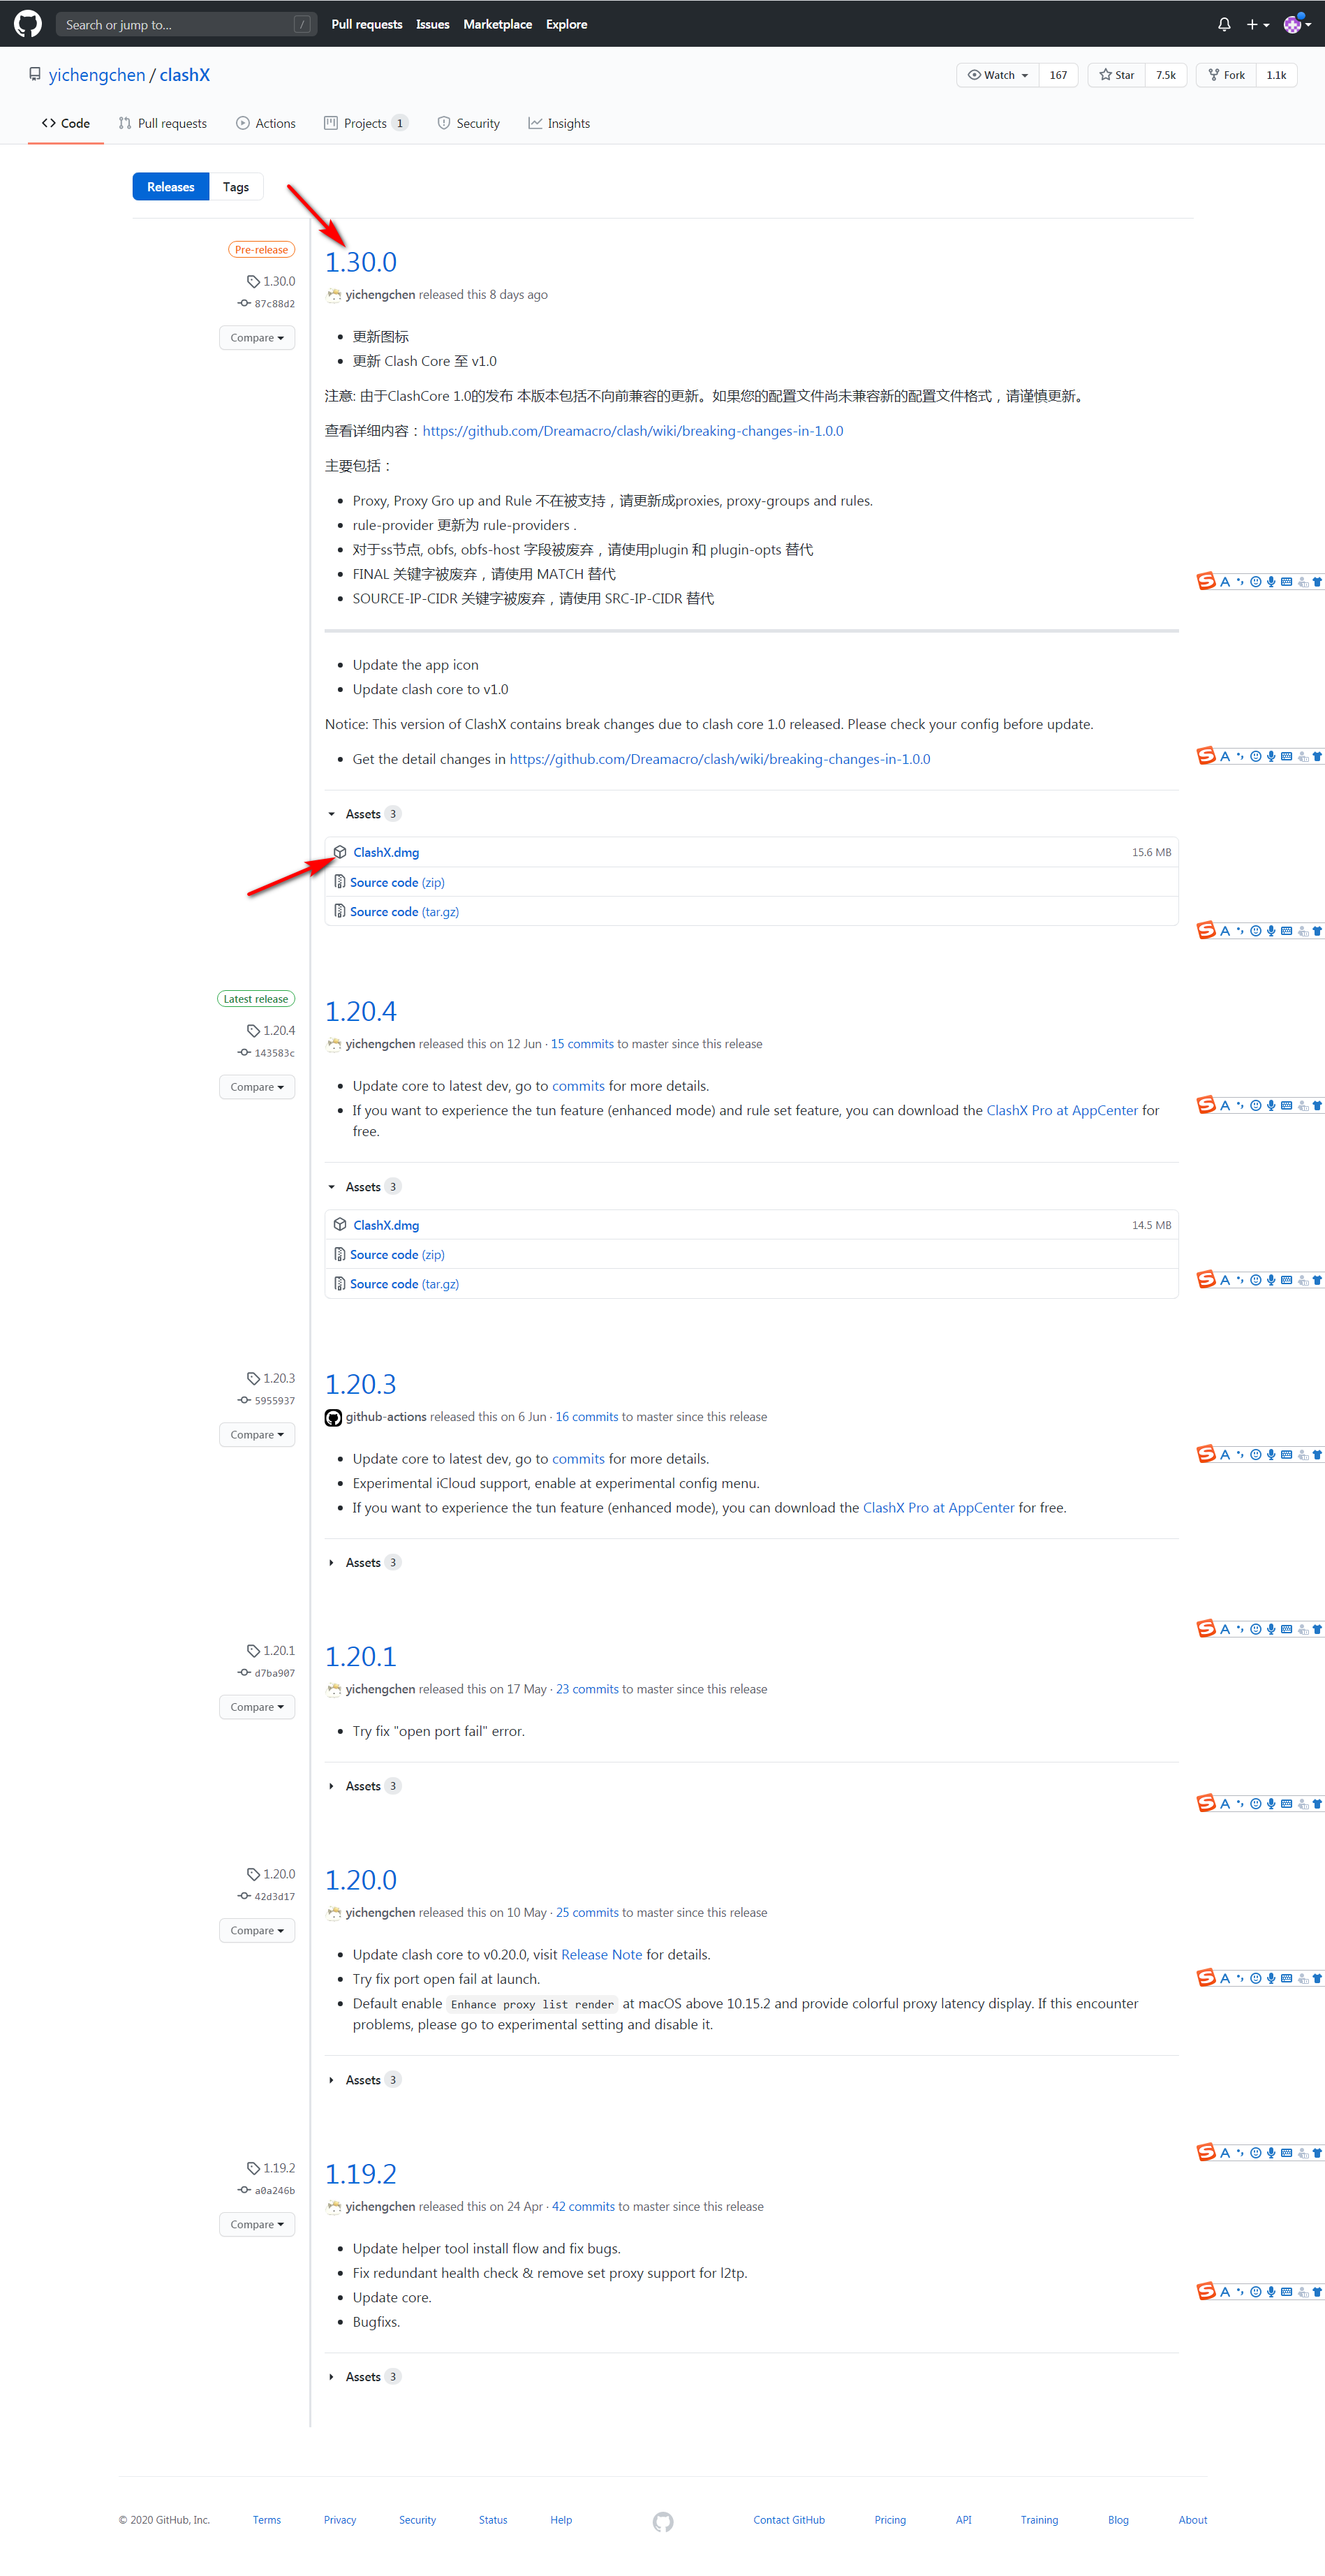 Search or jump to... / Pull requests Issues Marketplace Explore
yichengchen / clashX
Watch 167 Star 7.5k Fork 1.1k
Code Pull requests Actions Projects 1 Security Insights
Releases Tags
Pre-release
1.30.0
87c88d2
Compare
1.30.0
yichengchen released this 8 days ago
更新图标
更新 Clash Core 至 v1.0
注意: 由于ClashCore 1.0的发布 本版本包括不向前兼容的更新。如果您的配置文件尚未兼容新的配置文件格式，请谨慎更新。
查看详细内容：https://github.com/Dreamacro/clash/wiki/breaking-changes-in-1.0.0
主要包括：
Proxy, Proxy Gro up and Rule 不在被支持，请更新成proxies, proxy-groups and rules.
rule-provider 更新为 rule-providers .
对于ss节点, obfs, obfs-host 字段被废弃，请使用plugin 和 plugin-opts 替代
FINAL 关键字被废弃，请使用 MATCH 替代
SOURCE-IP-CIDR 关键字被废弃，请使用 SRC-IP-CIDR 替代
Update the app icon
Update clash core to v1.0
Notice: This version of ClashX contains break changes due to clash core 1.0 released. Please check your config before update.
Get the detail changes in https://github.com/Dreamacro/clash/wiki/breaking-changes-in-1.0.0
Assets 3
ClashX.dmg 15.6 MB
Source code (zip)
Source code (tar.gz)
Latest release
1.20.4
143583c
Compare
1.20.4
yichengchen released this on 12 Jun · 15 commits to master since this release
Update core to latest dev, go to commits for more details.
If you want to experience the tun feature (enhanced mode) and rule set feature, you can download the ClashX Pro at AppCenter for
free.
Assets 3
ClashX.dmg 14.5 MB
Source code (zip)
Source code (tar.gz)
1.20.3
5955937
Compare
1.20.3
github-actions released this on 6 Jun · 16 commits to master since this release
Update core to latest dev, go to commits for more details.
Experimental iCloud support, enable at experimental config menu.
If you want to experience the tun feature (enhanced mode), you can download the ClashX Pro at AppCenter for free.
Assets 3
1.20.1
d7ba907
Compare
1.20.1
yichengchen released this on 17 May · 23 commits to master since this release
Try fix "open port fail" error.
Assets 3
1.20.0
42d3d17
Compare
1.20.0
yichengchen released this on 10 May · 25 commits to master since this release
Update clash core to v0.20.0, visit Release Note for details.
Try fix port open fail at launch.
Default enable Enhance proxy list render at macOS above 10.15.2 and provide colorful proxy latency display. If this encounter
problems, please go to experimental setting and disable it.
Assets 3
1.19.2
a0a246b
Compare
1.19.2
yichengchen released this on 24 Apr · 42 commits to master since this release
Update helper tool install flow and fix bugs.
Fix redundant health check & remove set proxy support for l2tp.
Update core.
Bugfixs.
Assets 3
© 2020 GitHub, Inc. Terms Privacy Security Status Help Contact GitHub Pricing API Training Blog About